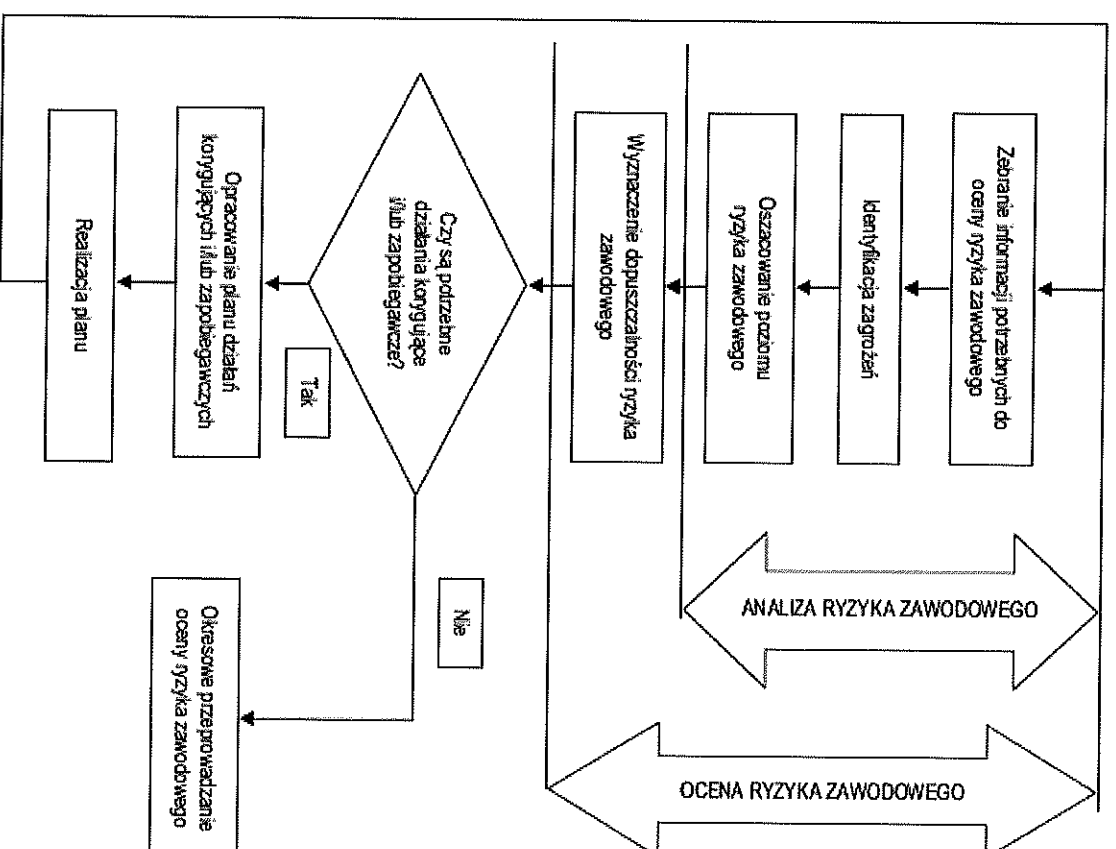 Zebranie informacji potrzebnych do
oceny ryzyka zawodowego
Identyfikacja zagrożeń
Oszacowanie poziomu
ryzyka zawodowego
Wyznaczenie dopuszczalności ryzyka
zawodowego
Czy są potrzebne
działania korygujące
i/lub zapobiegawcze?
Tak
Nie
Opracowanie planu działań
korygujących i/lub zapobiegawczych
Realizacja planu
Okresowe przeprowadzanie
oceny ryzyka zawodowego
ANALIZA RYZYKA ZAWODOWEGO
OCENA RYZYKA ZAWODOWEGO